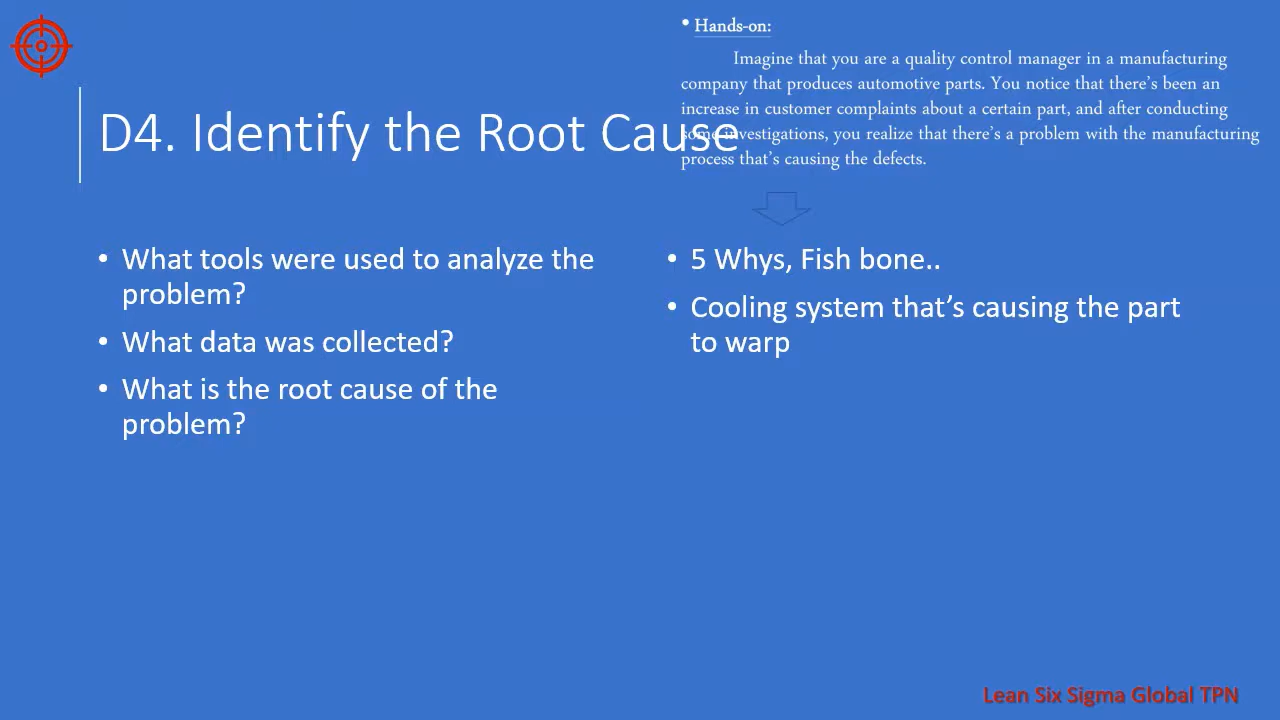 • Hands-on:
Imagine that you are a quality control manager in a manufacturing
company that produces automotive parts. You notice that there's been an
increase in customer complaints about a certain part, and after conducting
some investigations, you realize that there's a problem with the manufacturing
process that's causing the defects.
D4. Identify the Root Cause
• What tools were used to analyze the
problem?
• What data was collected?
• What is the root cause of the
problem?
• 5 Whys, Fish bone..
• Cooling system that's causing the part
to warp
Lean Six Sigma Global TPN